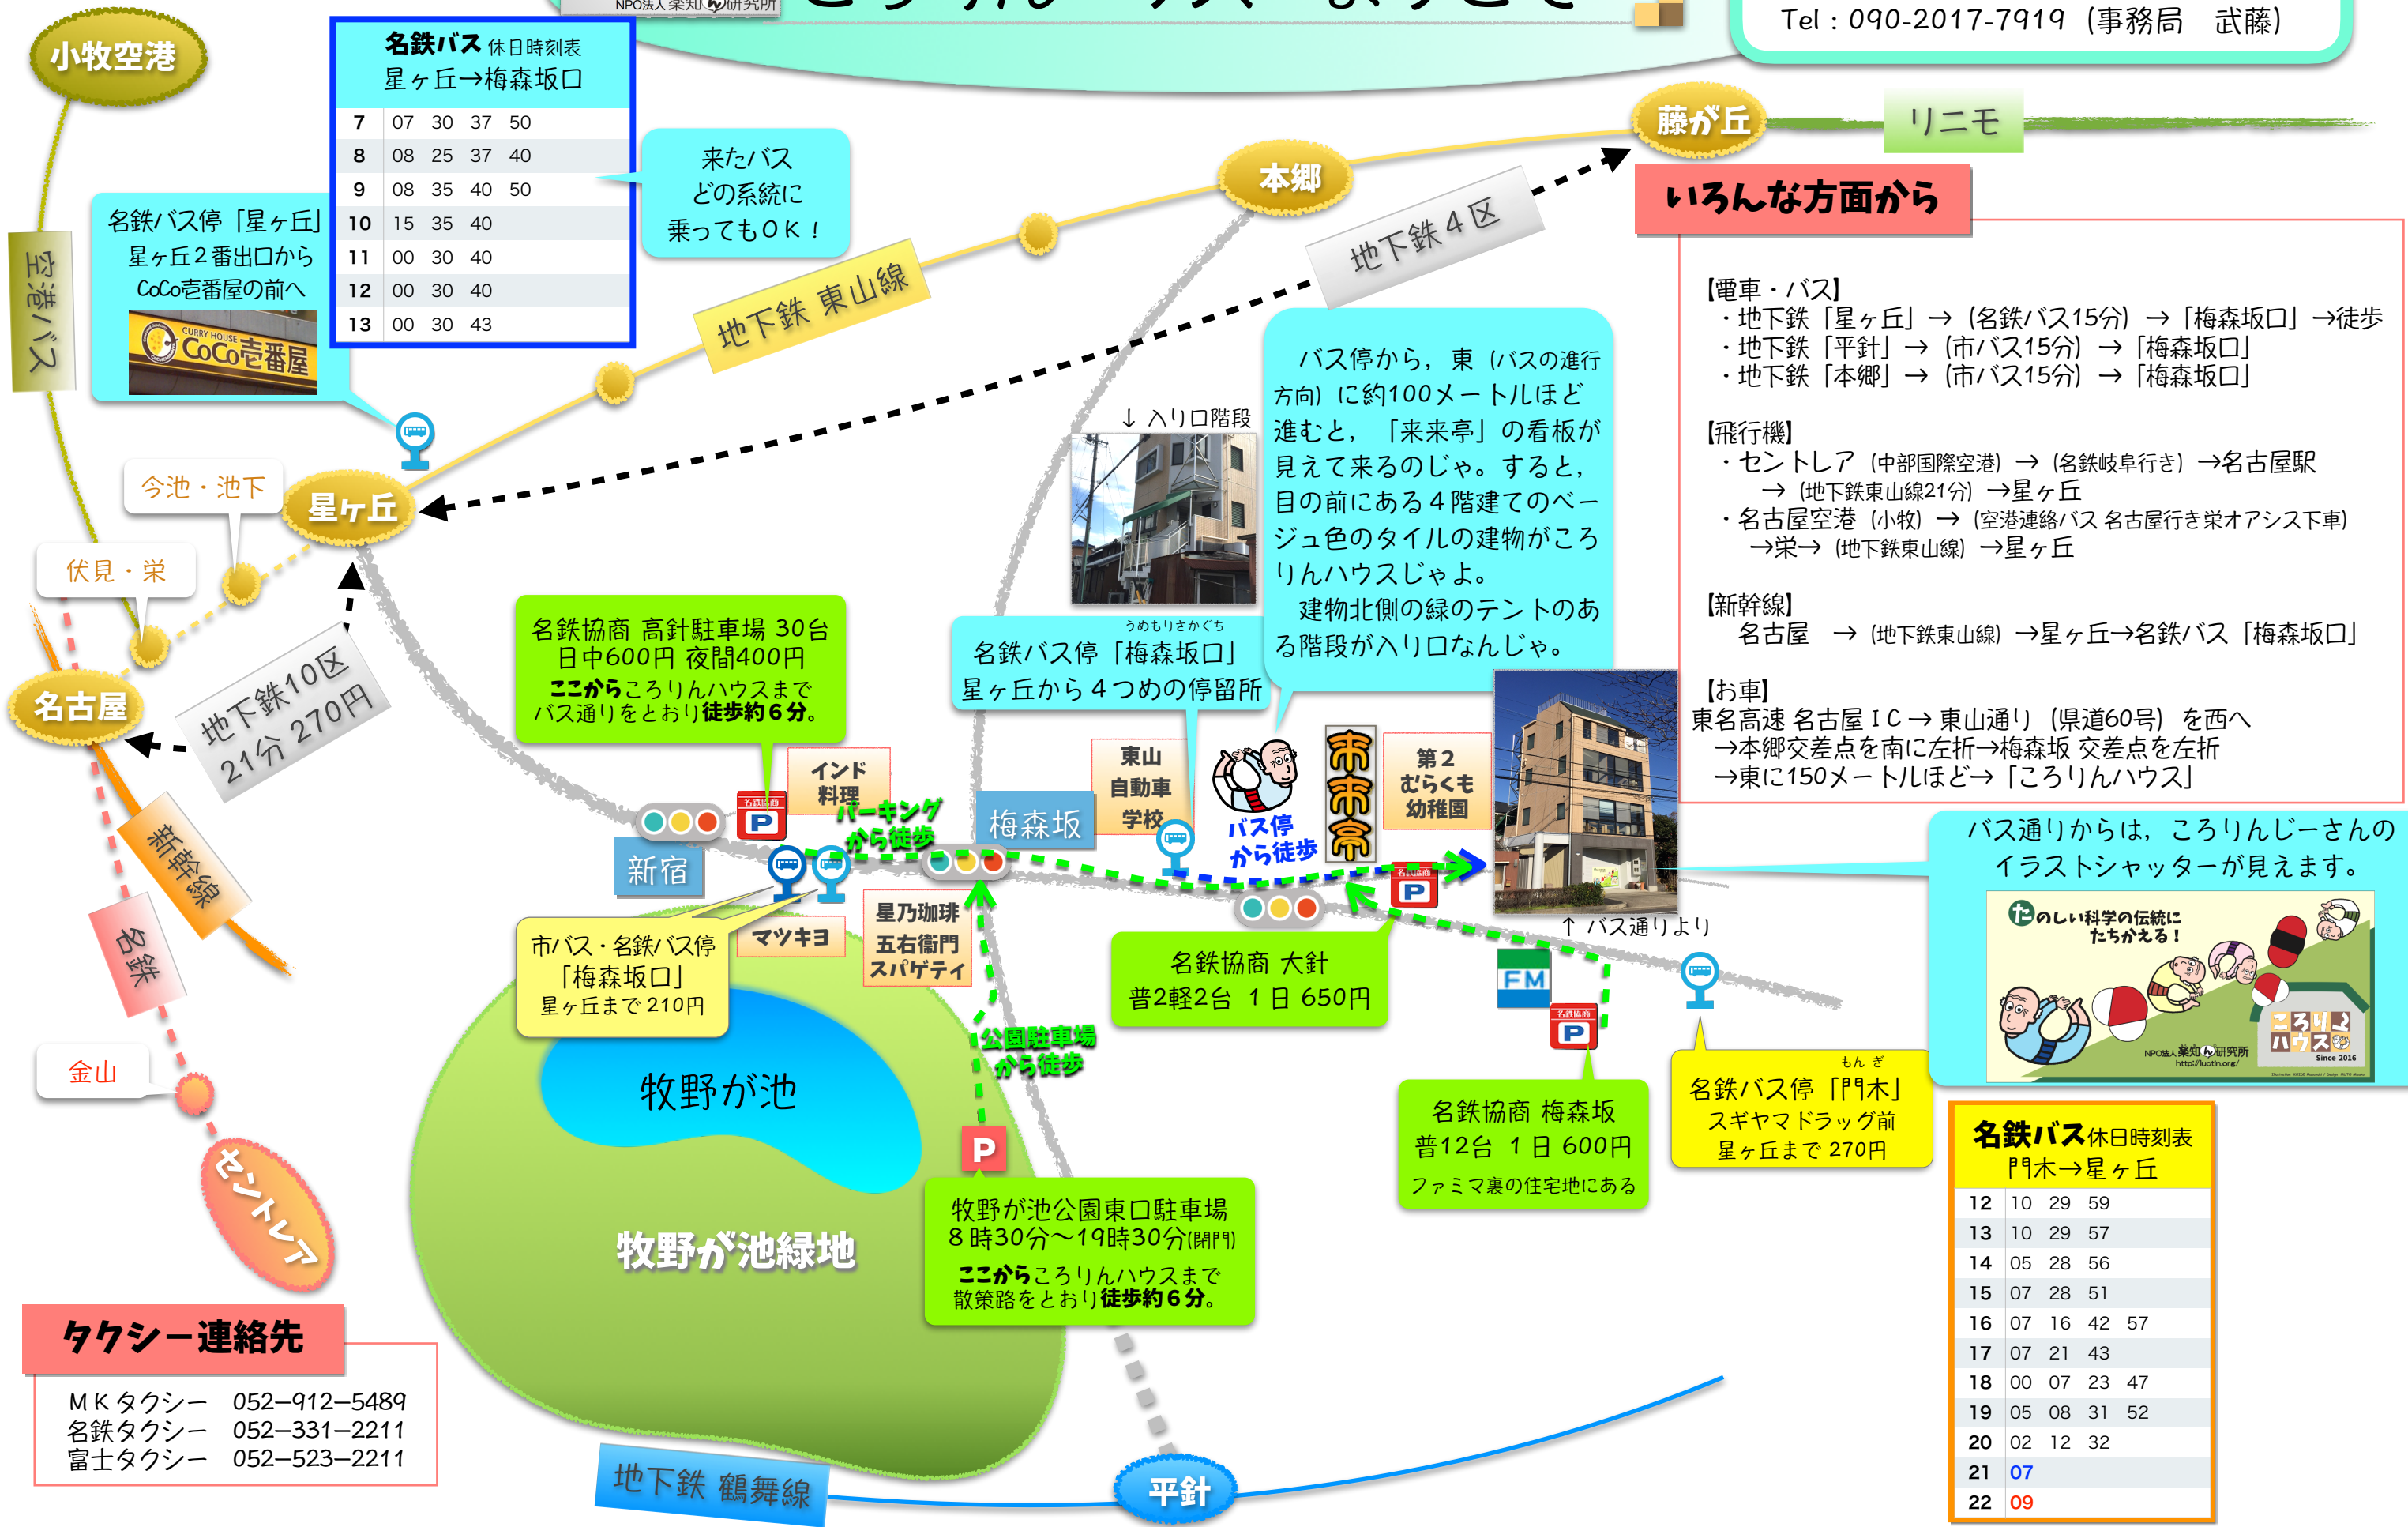 NPO法人 楽知ん研究所
ころりんハウスへようこそ
Tel : 090-2017-7919 (事務局 武藤)
小牧空港
空港バス
名鉄バス 休日時刻表
星ヶ丘→梅森坂口
7 07 30 37 50
8 08 25 37 40
9 08 35 40 50
10 15 35 40
11 00 30 40
12 00 30 40
13 00 30 43
来たバス
どの系統に
乗ってもOK！
名鉄バス停「星ヶ丘」
星ヶ丘２番出口から
CoCo壱番屋の前へ
CURRY HOUSE
CoCo壱番屋
地下鉄 東山線
本郷
藤が丘
リニモ
地下鉄４区
いろんな方面から
【電車・バス】
・地下鉄「星ヶ丘」→（名鉄バス15分）→「梅森坂口」→徒歩
・地下鉄「平針」→（市バス15分）→「梅森坂口」
・地下鉄「本郷」→（市バス15分）→「梅森坂口」
【飛行機】
・セントレア（中部国際空港）→（名鉄岐阜行き）→名古屋駅
→（地下鉄東山線21分）→星ヶ丘
・名古屋空港（小牧）→（空港連絡バス 名古屋行き栄オアシス下車）
→栄→（地下鉄東山線）→星ヶ丘
【新幹線】
名古屋 →（地下鉄東山線）→星ヶ丘→名鉄バス「梅森坂口」
【お車】
東名高速 名古屋ＩＣ→ 東山通り（県道60号）を西へ
→本郷交差点を南に左折→梅森坂 交差点を左折
→東に150メートルほど→「ころりんハウス」
今池・池下
星ヶ丘
伏見・栄
名古屋
地下鉄10区
21分 270円
新幹線
名鉄
金山
セントレア
↓ 入り口階段
バス停から，東（バスの進行
方向）に約100メートルほど
進むと，「来来亭」の看板が
見えて来るのじゃ。すると，
目の前にある４階建てのベー
ジュ色のタイルの建物がころ
りんハウスじゃよ。
建物北側の緑のテントのあ
る階段が入り口なんじゃ。
名鉄協商 高針駐車場 30台
日中600円 夜間400円
ここからころりんハウスまで
バス通りをとおり徒歩約６分。
うめもりさかぐち
名鉄バス停「梅森坂口」
星ヶ丘から４つめの停留所
インド
料理
名鉄協商
P
パーキング
から徒歩
新宿
梅森坂
東山
自動車
学校
バス停
から徒歩
来来亭
第２
むらくも
幼稚園
名鉄協商
P
↑ バス通りより
バス通りからは，ころりんじーさんの
イラストシャッターが見えます。
たのしい科学の伝統に
たちかえる！
ころりん
ハウス
Since 2016
NPO法人 楽知ん研究所
http://luctin.org/
市バス・名鉄バス停
「梅森坂口」
星ヶ丘まで 210円
マツキヨ
星乃珈琲
五右衞門
スパゲティ
名鉄協商 大針
普2軽2台 １日 650円
FM
名鉄協商
P
公園駐車場
から徒歩
牧野が池
P
名鉄協商 梅森坂
普12台 １日 600円
ファミマ裏の住宅地にある
もん ぎ
名鉄バス停「門木」
スギヤマドラッグ前
星ヶ丘まで 270円
牧野が池公園東口駐車場
８時30分〜19時30分(閉門)
ここからころりんハウスまで
散策路をとおり徒歩約６分。
牧野が池緑地
名鉄バス休日時刻表
門木→星ヶ丘
12 10 29 59
13 10 29 57
14 05 28 56
15 07 28 51
16 07 16 42 57
17 07 21 43
18 00 07 23 47
19 05 08 31 52
20 02 12 32
21 07
22 09
タクシー連絡先
ＭＫタクシー 052−912−5489
名鉄タクシー 052−331−2211
富士タクシー 052−523−2211
地下鉄 鶴舞線
平針